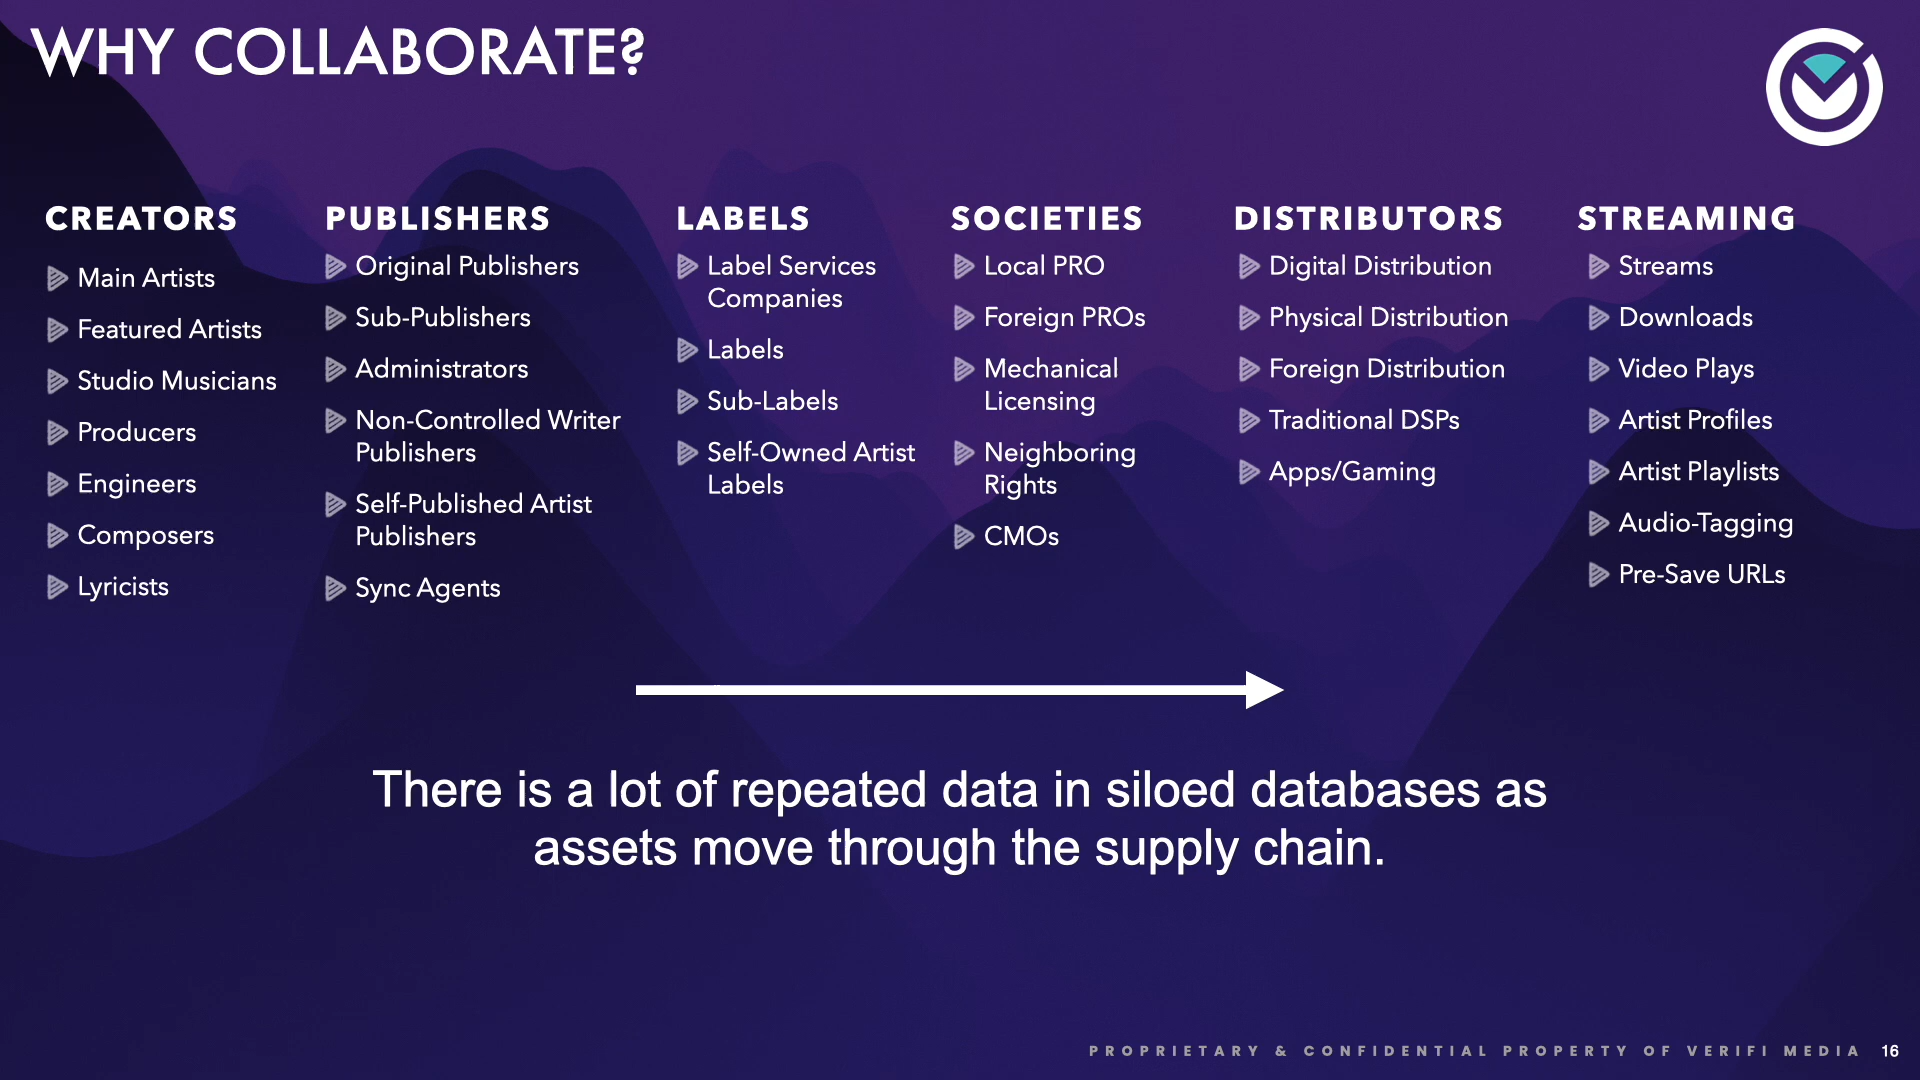 WHY COLLABORATE?
CREATORS
Main Artists
Featured Artists
Studio Musicians
Producers
Engineers
Composers
Lyricists
PUBLISHERS
Original Publishers
Sub-Publishers
Administrators
Non-Controlled Writer
Publishers
Self-Published Artist
Publishers
Sync Agents
LABELS
Label Services
Companies
Labels
Sub-Labels
Self-Owned Artist
Labels
SOCIETIES
Local PRO
Foreign PROs
Mechanical
Licensing
Neighboring
Rights
CMOs
DISTRIBUTORS
Digital Distribution
Physical Distribution
Foreign Distribution
Traditional DSPs
Apps/Gaming
STREAMING
Streams
Downloads
Video Plays
Artist Profiles
Artist Playlists
Audio-Tagging
Pre-Save URLs
There is a lot of repeated data in siloed databases as
assets move through the supply chain.
PROPRIETARY & CONFIDENTIAL PROPERTY OF VERIFI MEDIA 16